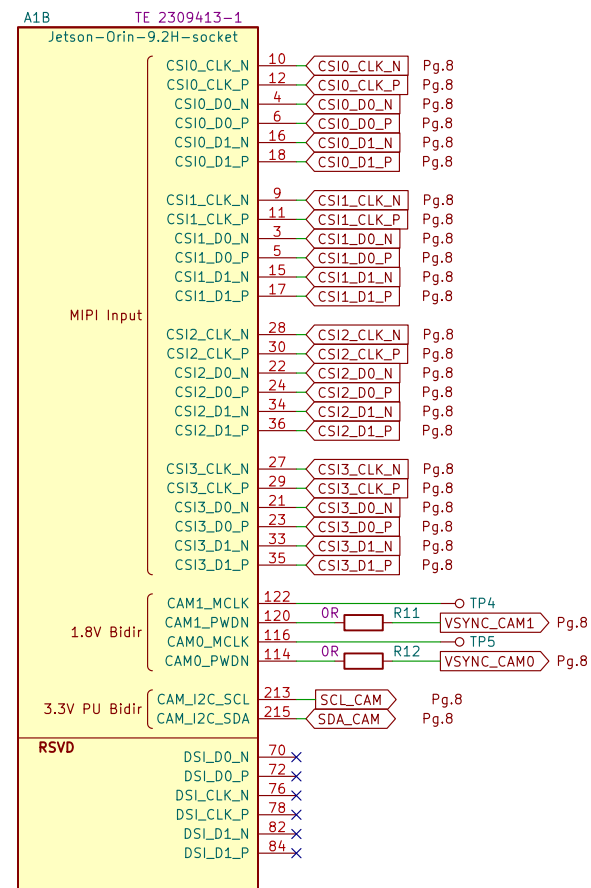 A1B TE 2309413-1
Jetson-Orin-9.2H-socket
CSI0_CLK_N 10 CSI0_CLK_N Pg.8
CSI0_CLK_P 12 CSI0_CLK_P Pg.8
CSI0_D0_N 4 CSI0_D0_N Pg.8
CSI0_D0_P 6 CSI0_D0_P Pg.8
CSI0_D1_N 16 CSI0_D1_N Pg.8
CSI0_D1_P 18 CSI0_D1_P Pg.8
CSI1_CLK_N 9 CSI1_CLK_N Pg.8
CSI1_CLK_P 11 CSI1_CLK_P Pg.8
CSI1_D0_N 3 CSI1_D0_N Pg.8
CSI1_D0_P 5 CSI1_D0_P Pg.8
CSI1_D1_N 15 CSI1_D1_N Pg.8
CSI1_D1_P 17 CSI1_D1_P Pg.8
MIPI Input
CSI2_CLK_N 28 CSI2_CLK_N Pg.8
CSI2_CLK_P 30 CSI2_CLK_P Pg.8
CSI2_D0_N 22 CSI2_D0_N Pg.8
CSI2_D0_P 24 CSI2_D0_P Pg.8
CSI2_D1_N 34 CSI2_D1_N Pg.8
CSI2_D1_P 36 CSI2_D1_P Pg.8
CSI3_CLK_N 27 CSI3_CLK_N Pg.8
CSI3_CLK_P 29 CSI3_CLK_P Pg.8
CSI3_D0_N 21 CSI3_D0_N Pg.8
CSI3_D0_P 23 CSI3_D0_P Pg.8
CSI3_D1_N 33 CSI3_D1_N Pg.8
CSI3_D1_P 35 CSI3_D1_P Pg.8
CAM1_MCLK 122 TP4
CAM1_PWDN 120 0R R11 VSYNC_CAM1 Pg.8
1.8V Bidir
CAM0_MCLK 116 TP5
CAM0_PWDN 114 0R R12 VSYNC_CAM0 Pg.8
CAM_I2C_SCL 213 SCL_CAM Pg.8
3.3V PU Bidir
CAM_I2C_SDA 215 SDA_CAM Pg.8
RSVD
DSI_D0_N 70
DSI_D0_P 72
DSI_CLK_N 76
DSI_CLK_P 78
DSI_D1_N 82
DSI_D1_P 84